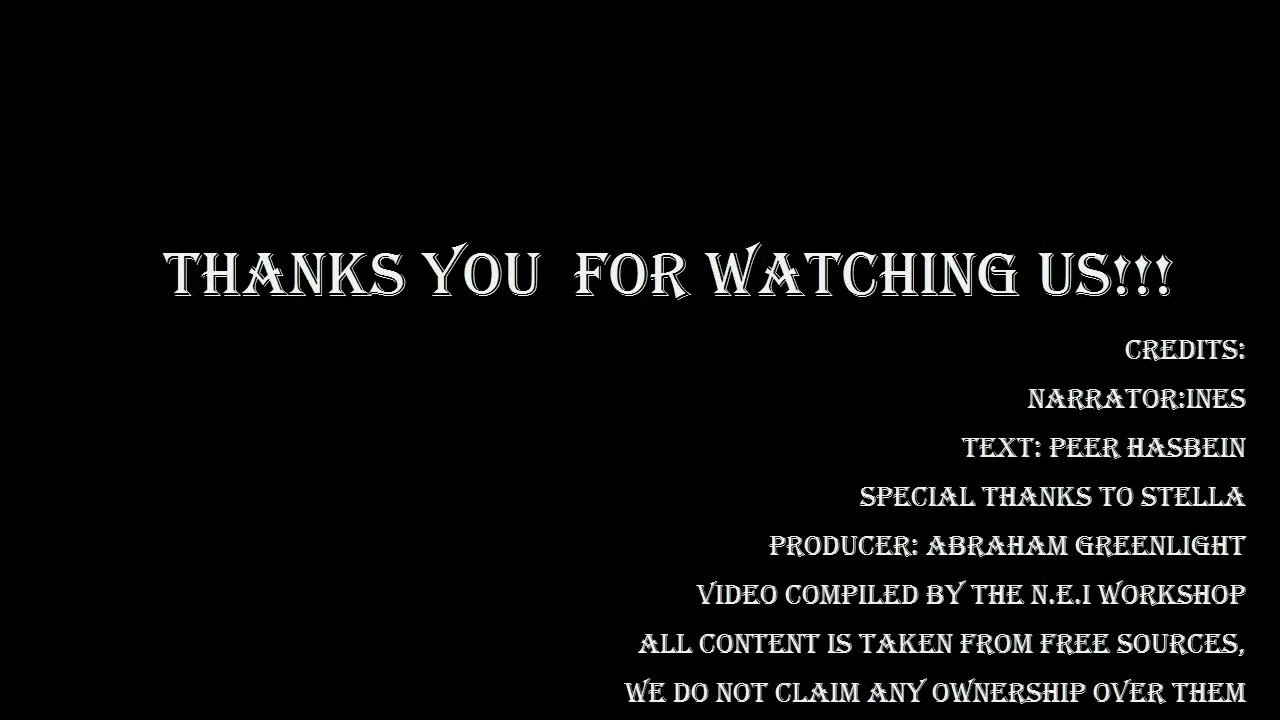 THANKS YOU  FOR WATCHING US!!!
CREDITS:
NARRATOR:INES
TEXT: PEER HASBEIN
SPECIAL THANKS TO STELLA
PRODUCER: ABRAHAM GREENLIGHT
VIDEO COMPILED BY THE N.E.I WORKSHOP
ALL CONTENT IS TAKEN FROM FREE SOURCES,
WE DO NOT CLAIM ANY OWNERSHIP OVER THEM